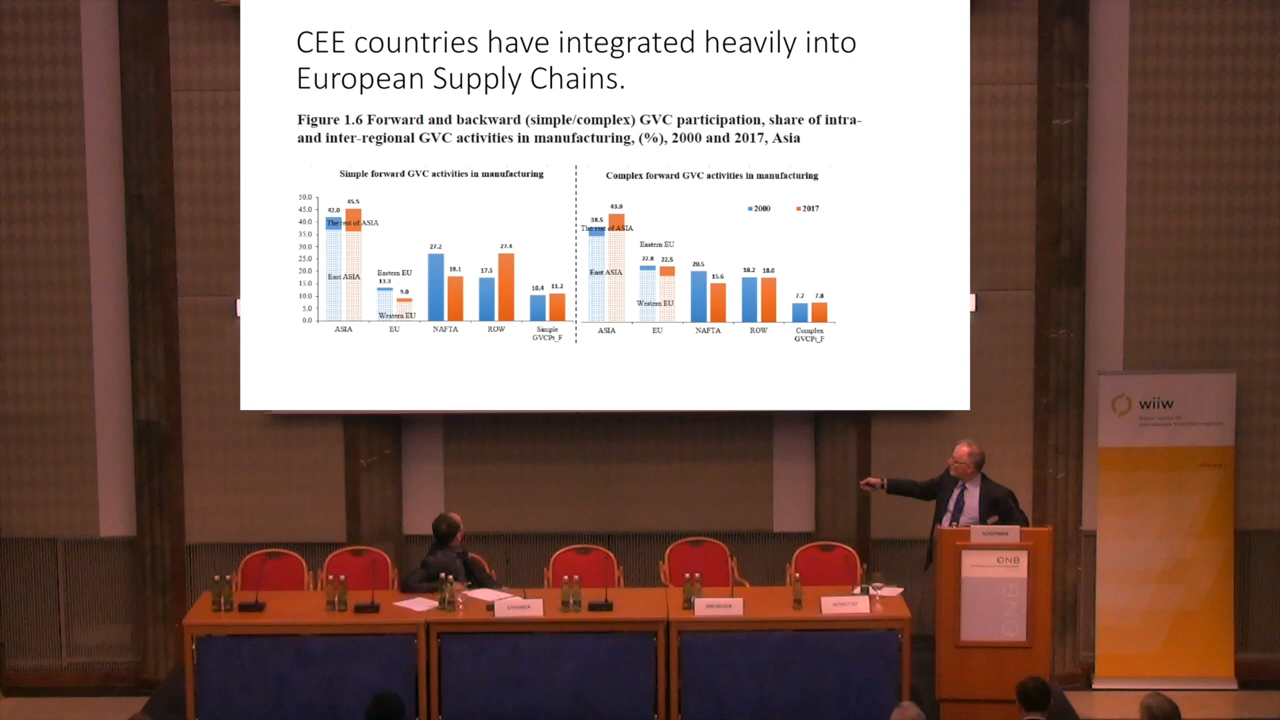 CEE countries have integrated heavily into
European Supply Chains.
Figure 1.6 Forward and backward (simple/complex) GVC participation, share of intra-
and inter-regional GVC activities in manufacturing, (%), 2000 and 2017, Asia
Simple forward GVC activities in manufacturing
50.0
45.0
40.0
35.0
30.0
25.0
20.0
15.0
10.0
5.0
0.0
42.0
45.5
The rest of ASIA
East ASIA
Eastern EU
13.3
9.0
Western EU
27.2
18.1
17.5
27.4
10.4
11.2
ASIA
EU
NAFTA
ROW
Simple
GVCPt_F
Complex forward GVC activities in manufacturing
2000
2017
38.5
43.9
The rest of ASIA
East ASIA
Eastern EU
22.8
22.5
Western EU
20.5
15.6
18.2
18.0
7.7
7.8
ASIA
EU
NAFTA
ROW
Complex
GVCPt_F
wiiw
ONB
ONB